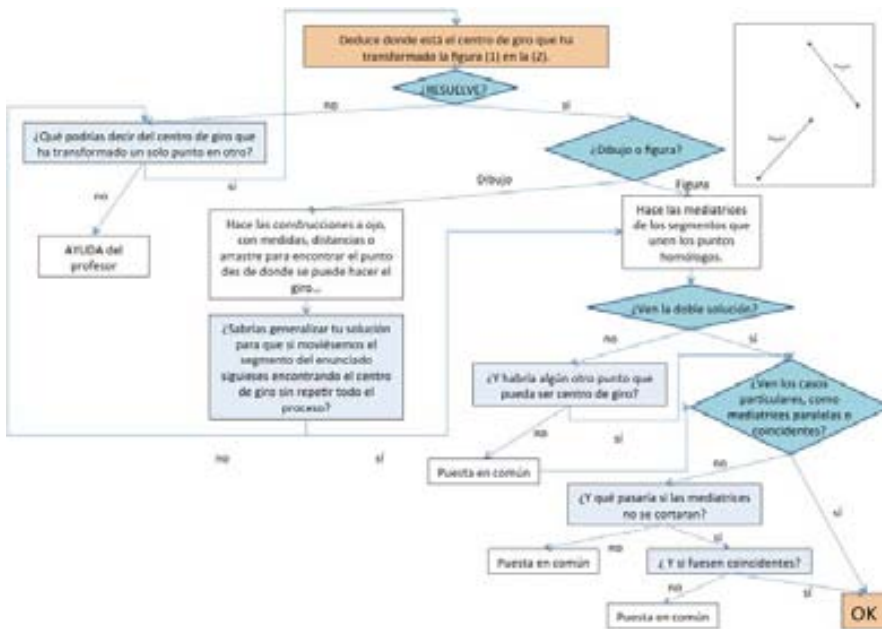 Deduce donde está el centro de giro que ha
transformado la figura (1) en la (2).
¿RESUELVE?
no
sí
¿Qué podrías decir del centro de giro que
ha transformado un solo punto en otro?
sí
no
AYUDA del
profesor
¿Dibujo o figura?
Dibujo
Figura
Hace las construcciones a ojo,
con medidas, distancias o
arrastre para encontrar el punto
des de donde se puede hacer el
giro...
Hace las mediatrices
de los segmentos que
unen los puntos
homólogos.
¿Sabrías generalizar tu solución
para que si moviésemos el
segmento del enunciado
siguieses encontrando el centro
de giro sin repetir todo el
proceso?
no
sí
¿Ven la doble solución?
no
sí
¿Y habría algún otro punto que
pueda ser centro de giro?
no
sí
Puesta en común
¿Ven los casos
particulares, como
mediatrices paralelas o
coincidentes?
no
sí
¿Y qué pasaría si las mediatrices
no se cortaran?
no
sí
Puesta en común
¿Y si fuesen coincidentes?
no
sí
Puesta en común
OK